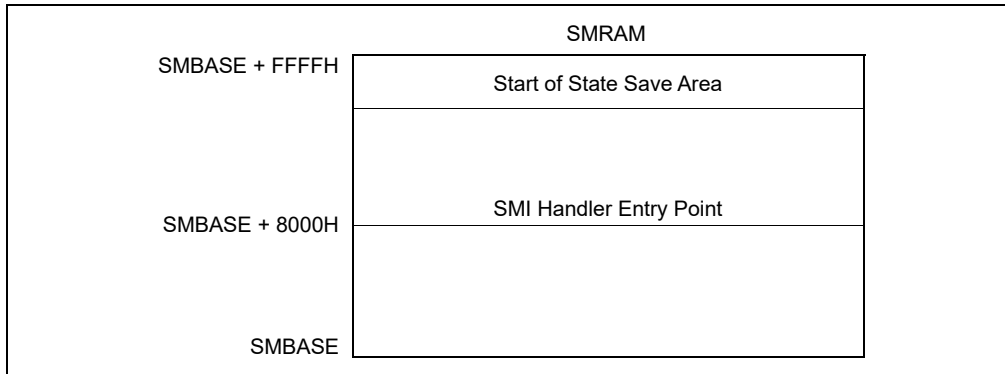 SMRAM
SMBASE + FFFFH
Start of State Save Area
SMI Handler Entry Point
SMBASE + 8000H
SMBASE